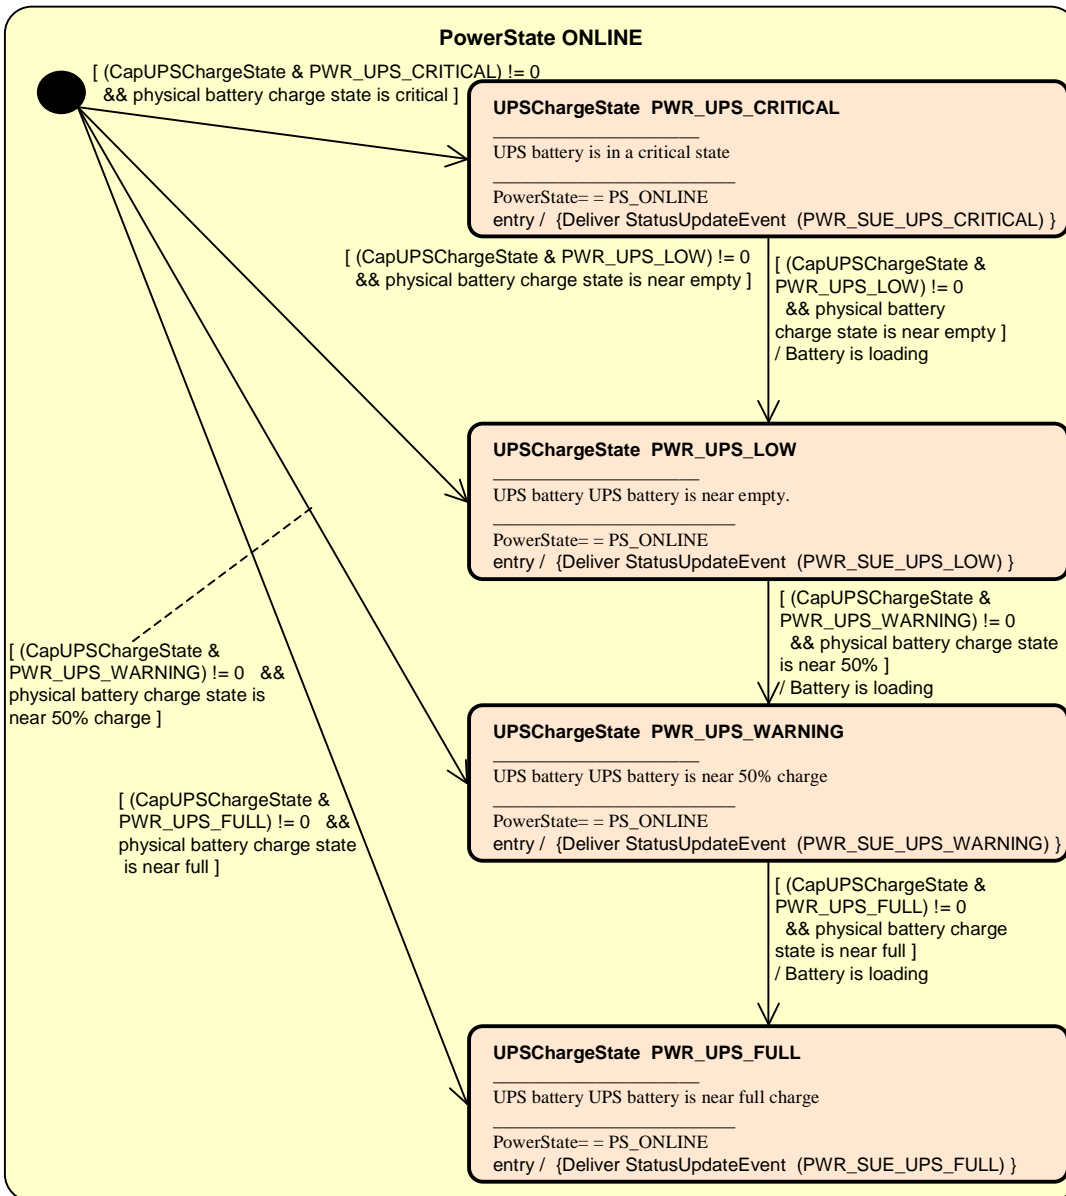 PowerState ONLINE
[ (CapUPSChargeState & PWR_UPS_CRITICAL) != 0
&& physical battery charge state is critical ]
UPSChargeState PWR_UPS_CRITICAL
UPS battery is in a critical state
PowerState= = PS_ONLINE
entry / {Deliver StatusUpdateEvent (PWR_SUE_UPS_CRITICAL) }
[ (CapUPSChargeState & PWR_UPS_LOW) != 0
&& physical battery charge state is near empty ]
[ (CapUPSChargeState &
PWR_UPS_LOW) != 0
&& physical battery
charge state is near empty ]
/ Battery is loading
UPSChargeState PWR_UPS_LOW
UPS battery UPS battery is near empty.
PowerState= = PS_ONLINE
entry / {Deliver StatusUpdateEvent (PWR_SUE_UPS_LOW) }
[ (CapUPSChargeState &
PWR_UPS_WARNING) != 0
&& physical battery charge state
is near 50% ]
/ Battery is loading
[ (CapUPSChargeState &
PWR_UPS_WARNING) != 0 &&
physical battery charge state is
near 50% charge ]
UPSChargeState PWR_UPS_WARNING
UPS battery UPS battery is near 50% charge
PowerState= = PS_ONLINE
entry / {Deliver StatusUpdateEvent (PWR_SUE_UPS_WARNING) }
[ (CapUPSChargeState &
PWR_UPS_FULL) != 0 &&
physical battery charge state
is near full ]
[ (CapUPSChargeState &
PWR_UPS_FULL) != 0
&& physical battery charge
state is near full ]
/ Battery is loading
UPSChargeState PWR_UPS_FULL
UPS battery UPS battery is near full charge
PowerState= = PS_ONLINE
entry / {Deliver StatusUpdateEvent (PWR_SUE_UPS_FULL) }